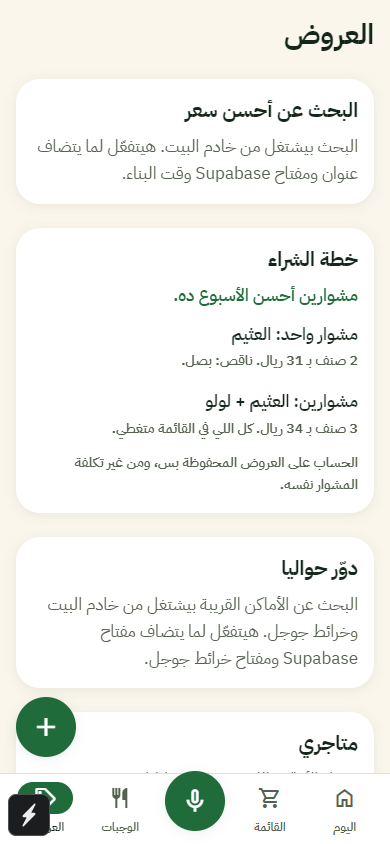 العروض
البحث عن أحسن سعر
البحث بيشتغل من خادم البيت. هيتفعّل لما يتضاف
عنوان ومفتاح Supabase وقت البناء.
خطة الشراء
مشوارين أحسن الأسبوع ده.
مشوار واحد: العثيم
2 صنف بـ 31 ريال. ناقص: بصل.
مشوارين: العثيم + لولو
3 صنف بـ 34 ريال. كل اللي في القائمة متغطي.
الحساب على العروض المحفوظة بس، ومن غير تكلفة
المشوار نفسه.
دوّر حواليا
البحث عن الأماكن القريبة بيشتغل من خادم البيت
وخرائط جوجل. هيتفعّل لما يتضاف مفتاح
Supabase ومفتاح خرائط جوجل.
متاجري
اليوم
القائمة
الوجبات